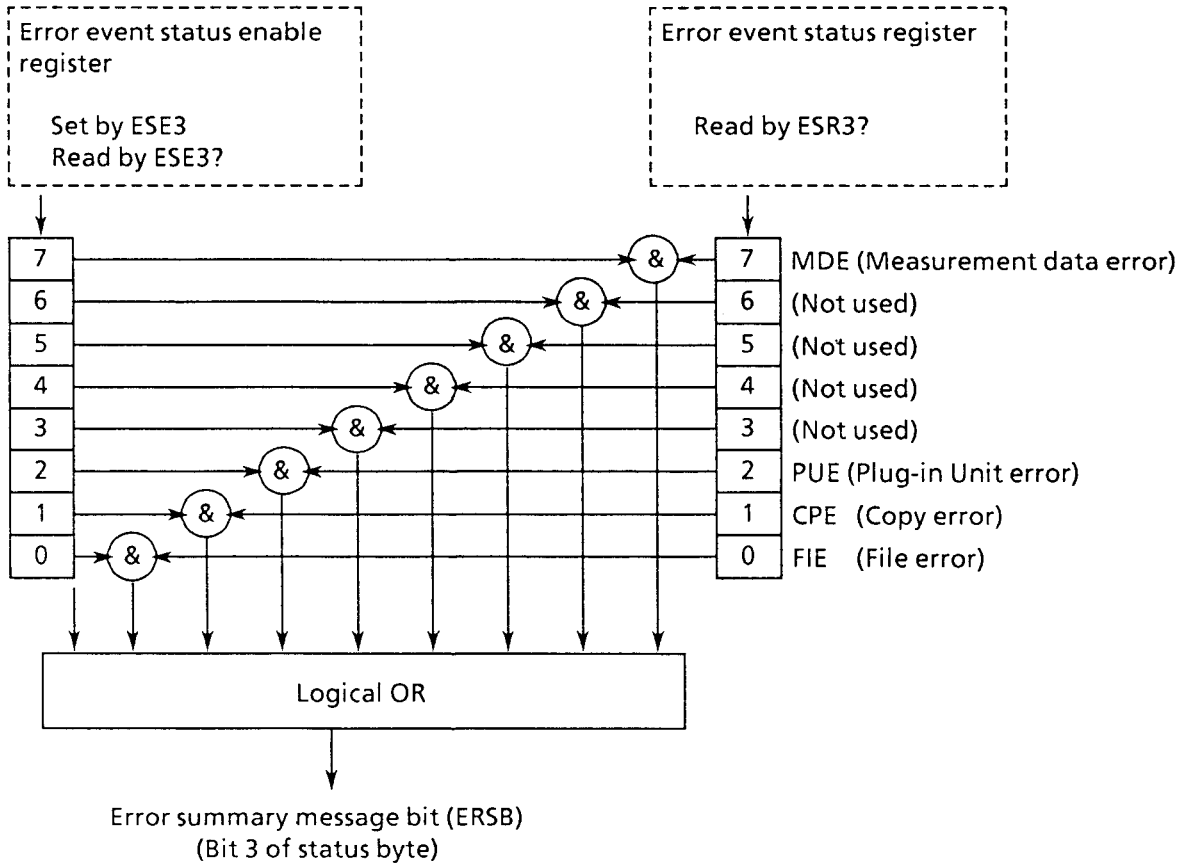 Error event status enable
register
Set by ESE3
Read by ESE3?
Error event status register
Read by ESR3?
7 & 7 MDE (Measurement data error)
6 & 6 (Not used)
5 & 5 (Not used)
4 & 4 (Not used)
3 & 3 (Not used)
2 & 2 PUE (Plug-in Unit error)
1 & 1 CPE (Copy error)
0 & 0 FIE (File error)
Logical OR
Error summary message bit (ERSB)
(Bit 3 of status byte)